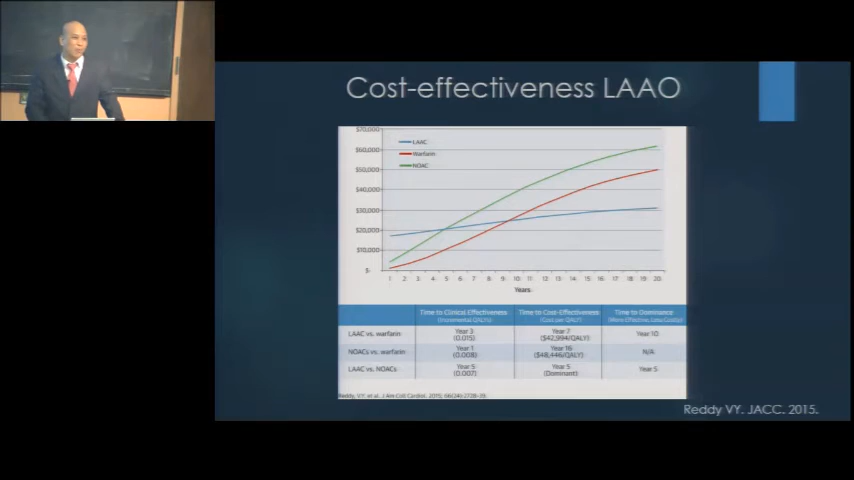 Cost-effectiveness LAAO
$70,000
$60,000
$50,000
$40,000
$30,000
$20,000
$10,000
$-
LAAC
Warfarin
NOAC
1 2 3 4 5 6 7 8 9 10 11 12 13 14 15 16 17 18 19 20
Years
Time to Clinical Effectiveness Time to Cost-Effectiveness Time to Dominance
(Incremental QALYs) (Cost per QALY) (More Effective, Less Costly)
LAAC vs. warfarin Year 3 Year 7 Year 10
(0.015) ($42,994/QALY)
NOACs vs. warfarin Year 1 Year 16 N/A
(0.008) ($48,446/QALY)
LAAC vs. NOACs Year 5 Year 5 Year 5
(0.007) (Dominant)
Reddy, V.Y. et al. J Am Coll Cardiol. 2015; 66(24):2728-39.
Reddy VY. JACC. 2015.